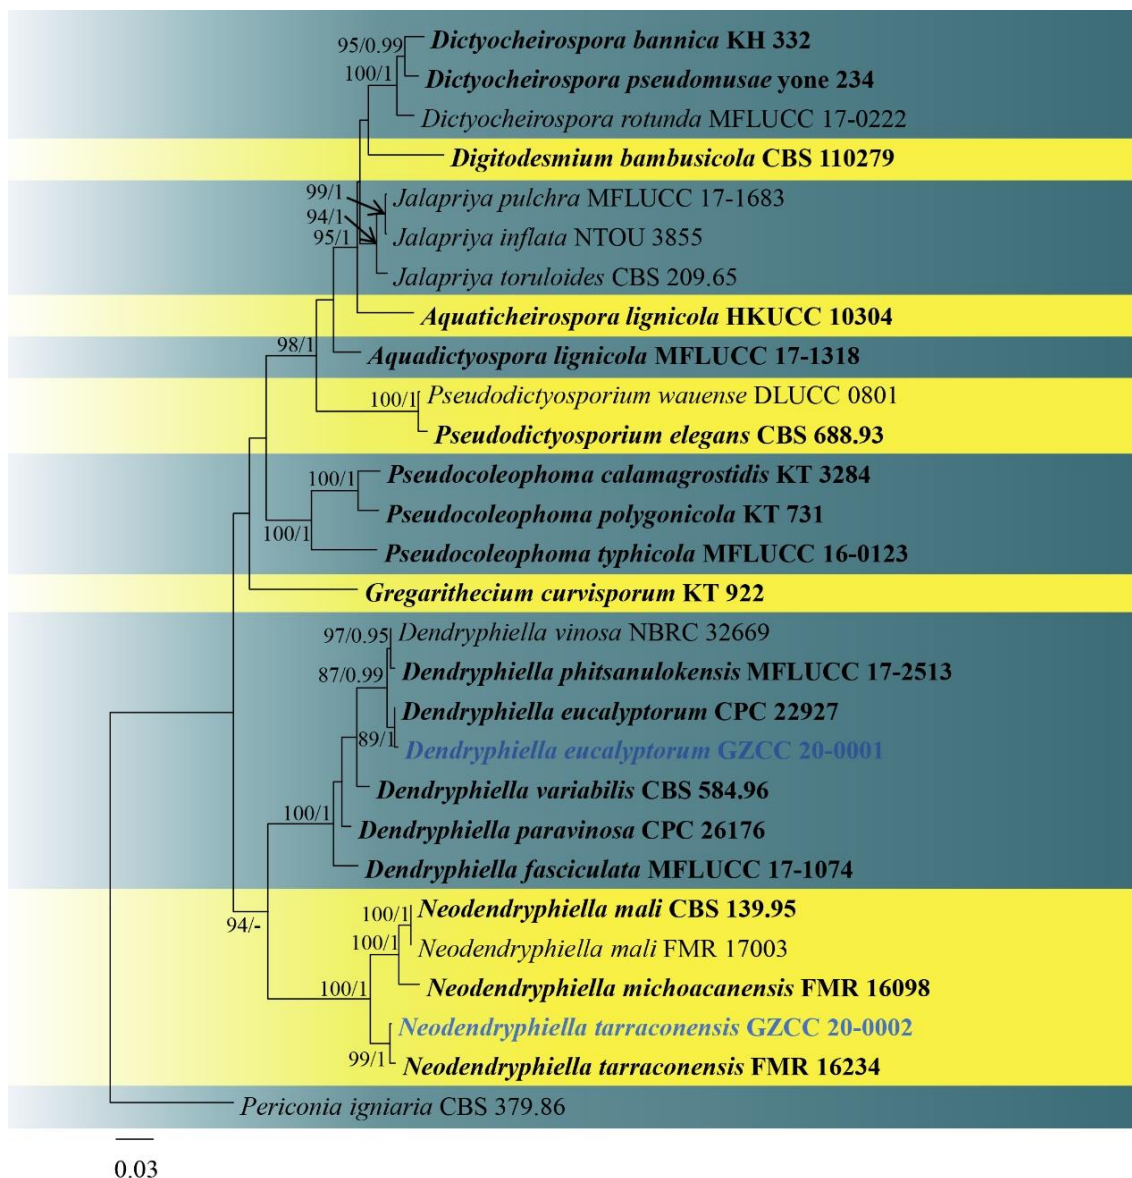 95/0.99
Dictyocheirospora bannica KH 332
100/1
Dictyocheirospora pseudomusae yone 234
Dictyocheirospora rotunda MFLUCC 17-0222
Digitodesmium bambusicola CBS 110279
99/1
Jalapriya pulchra MFLUCC 17-1683
94/1
95/1
Jalapriya inflata NTOU 3855
Jalapriya toruloides CBS 209.65
Aquaticheirospora lignicola HKUCC 10304
98/1
Aquadictyospora lignicola MFLUCC 17-1318
100/1
Pseudodictyosporium wauense DLUCC 0801
Pseudodictyosporium elegans CBS 688.93
100/1
Pseudocoleophoma calamagrostidis KT 3284
Pseudocoleophoma polygonicola KT 731
100/1
Pseudocoleophoma typhicola MFLUCC 16-0123
Gregarithecium curvisporum KT 922
97/0.95
Dendryphiella vinosa NBRC 32669
87/0.99
Dendryphiella phitsanulokensis MFLUCC 17-2513
Dendryphiella eucalyptorum CPC 22927
89/1
Dendryphiella eucalyptorum GZCC 20-0001
Dendryphiella variabilis CBS 584.96
100/1
Dendryphiella paravinosa CPC 26176
Dendryphiella fasciculata MFLUCC 17-1074
94/-
100/1
Neodendryphiella mali CBS 139.95
100/1
Neodendryphiella mali FMR 17003
100/1
Neodendryphiella michoacanensis FMR 16098
Neodendryphiella tarraconensis GZCC 20-0002
99/1
Neodendryphiella tarraconensis FMR 16234
Periconia igniaria CBS 379.86
0.03